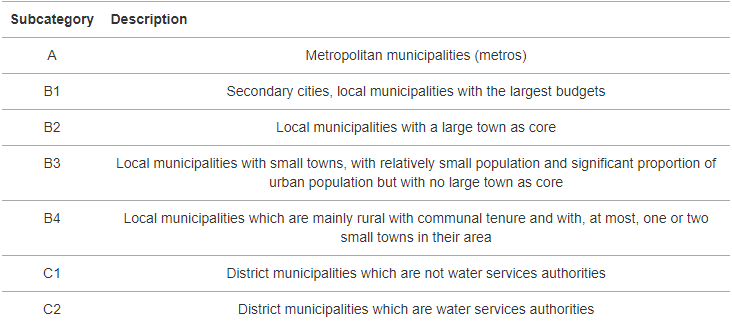 Subcategory Description
A Metropolitan municipalities (metros)
B1 Secondary cities, local municipalities with the largest budgets
B2 Local municipalities with a large town as core
B3 Local municipalities with small towns, with relatively small population and significant proportion of
urban population but with no large town as core
B4 Local municipalities which are mainly rural with communal tenure and with, at most, one or two
small towns in their area
C1 District municipalities which are not water services authorities
C2 District municipalities which are water services authorities